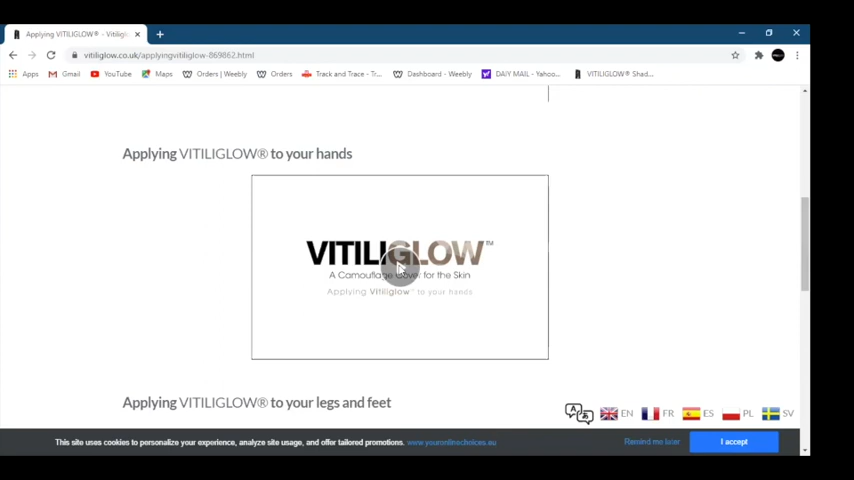 Applying VITILIGLOW® - Vitiligl
vitiliglow.co.uk/applyingvitiliglow-869862.html
Apps Gmail YouTube Maps Orders | Weebly Orders Track and Trace - Tr... Dashboard - Weebly DAIY MAIL - Yahoo... VITILIGLOW® Shad...
Applying VITILIGLOW® to your hands
VITILIGLOW™
A Camouflage Cover for the Skin
Applying Vitiliglow™ to your hands
Applying VITILIGLOW® to your legs and feet
EN FR ES PL SV
This site uses cookies to personalize your experience, analyze site usage, and offer tailored promotions. www.youronlinechoices.eu Remind me later I accept